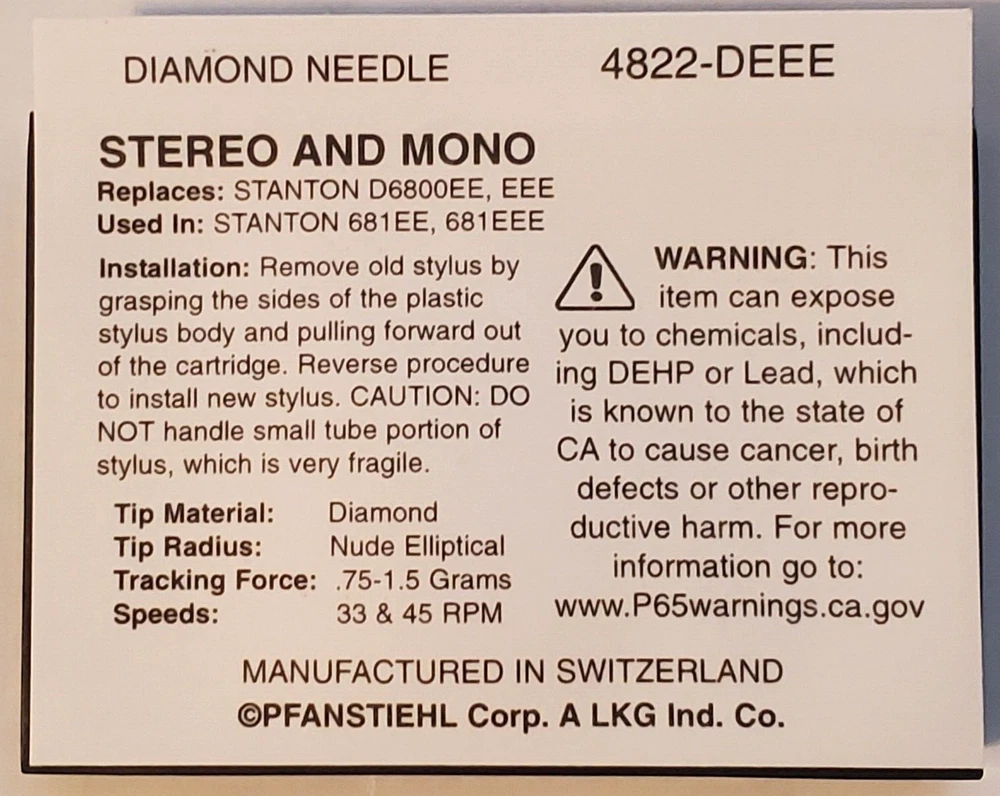 DIAMOND NEEDLE 4822-DEEE
STEREO AND MONO
Replaces: STANTON D6800EE, EEE
Used In: STANTON 681EE, 681EEE
Installation: Remove old stylus by
grasping the sides of the plastic
stylus body and pulling forward out
of the cartridge. Reverse procedure
to install new stylus. CAUTION: DO
NOT handle small tube portion of
stylus, which is very fragile.
Tip Material: Diamond
Tip Radius: Nude Elliptical
Tracking Force: .75-1.5 Grams
Speeds: 33 & 45 RPM
WARNING: This
item can expose
you to chemicals, includ-
ing DEHP or Lead, which
is known to the state of
CA to cause cancer, birth
defects or other repro-
ductive harm. For more
information go to:
www.P65warnings.ca.gov
MANUFACTURED IN SWITZERLAND
©PFANSTIEHL Corp. A LKG Ind. Co.